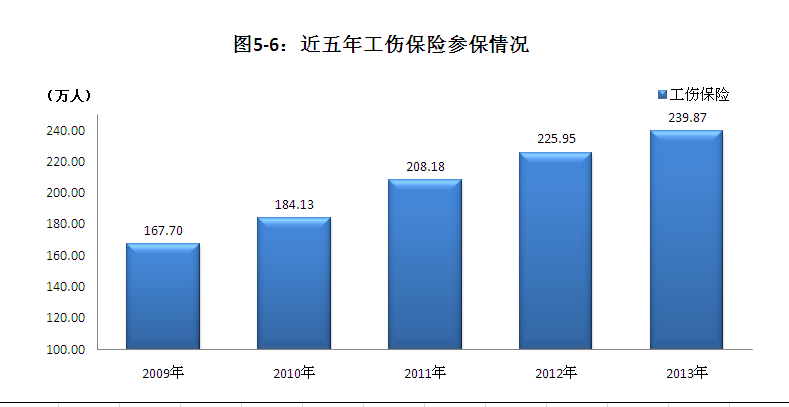 图5-6：近五年工伤保险参保情况
（万人）
工伤保险
240.00
220.00
200.00
180.00
160.00
140.00
120.00
100.00
167.70
184.13
208.18
225.95
239.87
2009年
2010年
2011年
2012年
2013年